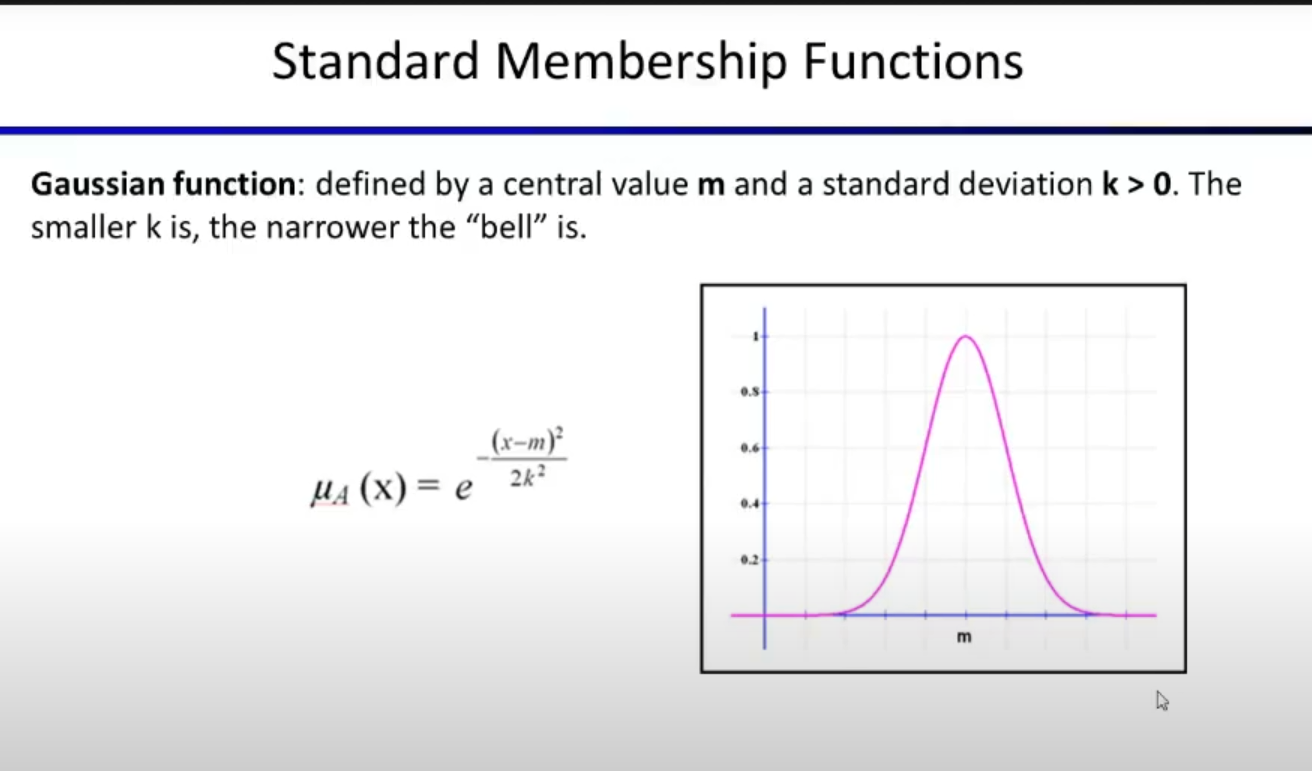 Standard Membership Functions
Gaussian function: defined by a central value m and a standard deviation k > 0. The
smaller k is, the narrower the “bell” is.
μ_A (x) = e^{-\frac{(x-m)^2}{2k^2}}
1
0.8
0.6
0.4
0.2
m